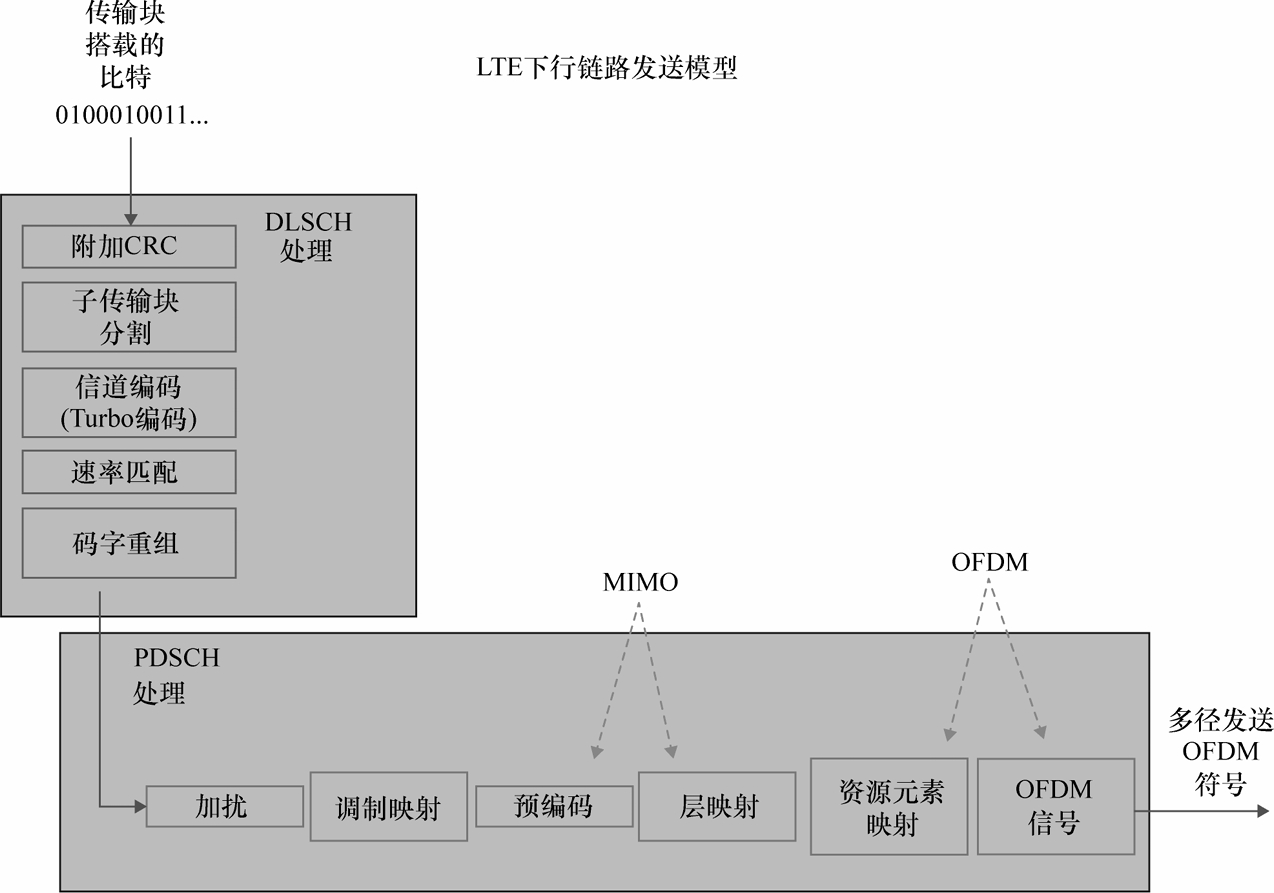 传输块
搭载的
比特
0100010011...
LTE下行链路发送模型
DLSCH
处理
附加CRC
子传输块
分割
信道编码
(Turbo编码)
速率匹配
码字重组
MIMO
OFDM
PDSCH
处理
加扰
调制映射
预编码
层映射
资源元素
映射
OFDM
信号
多径发送
OFDM
符号